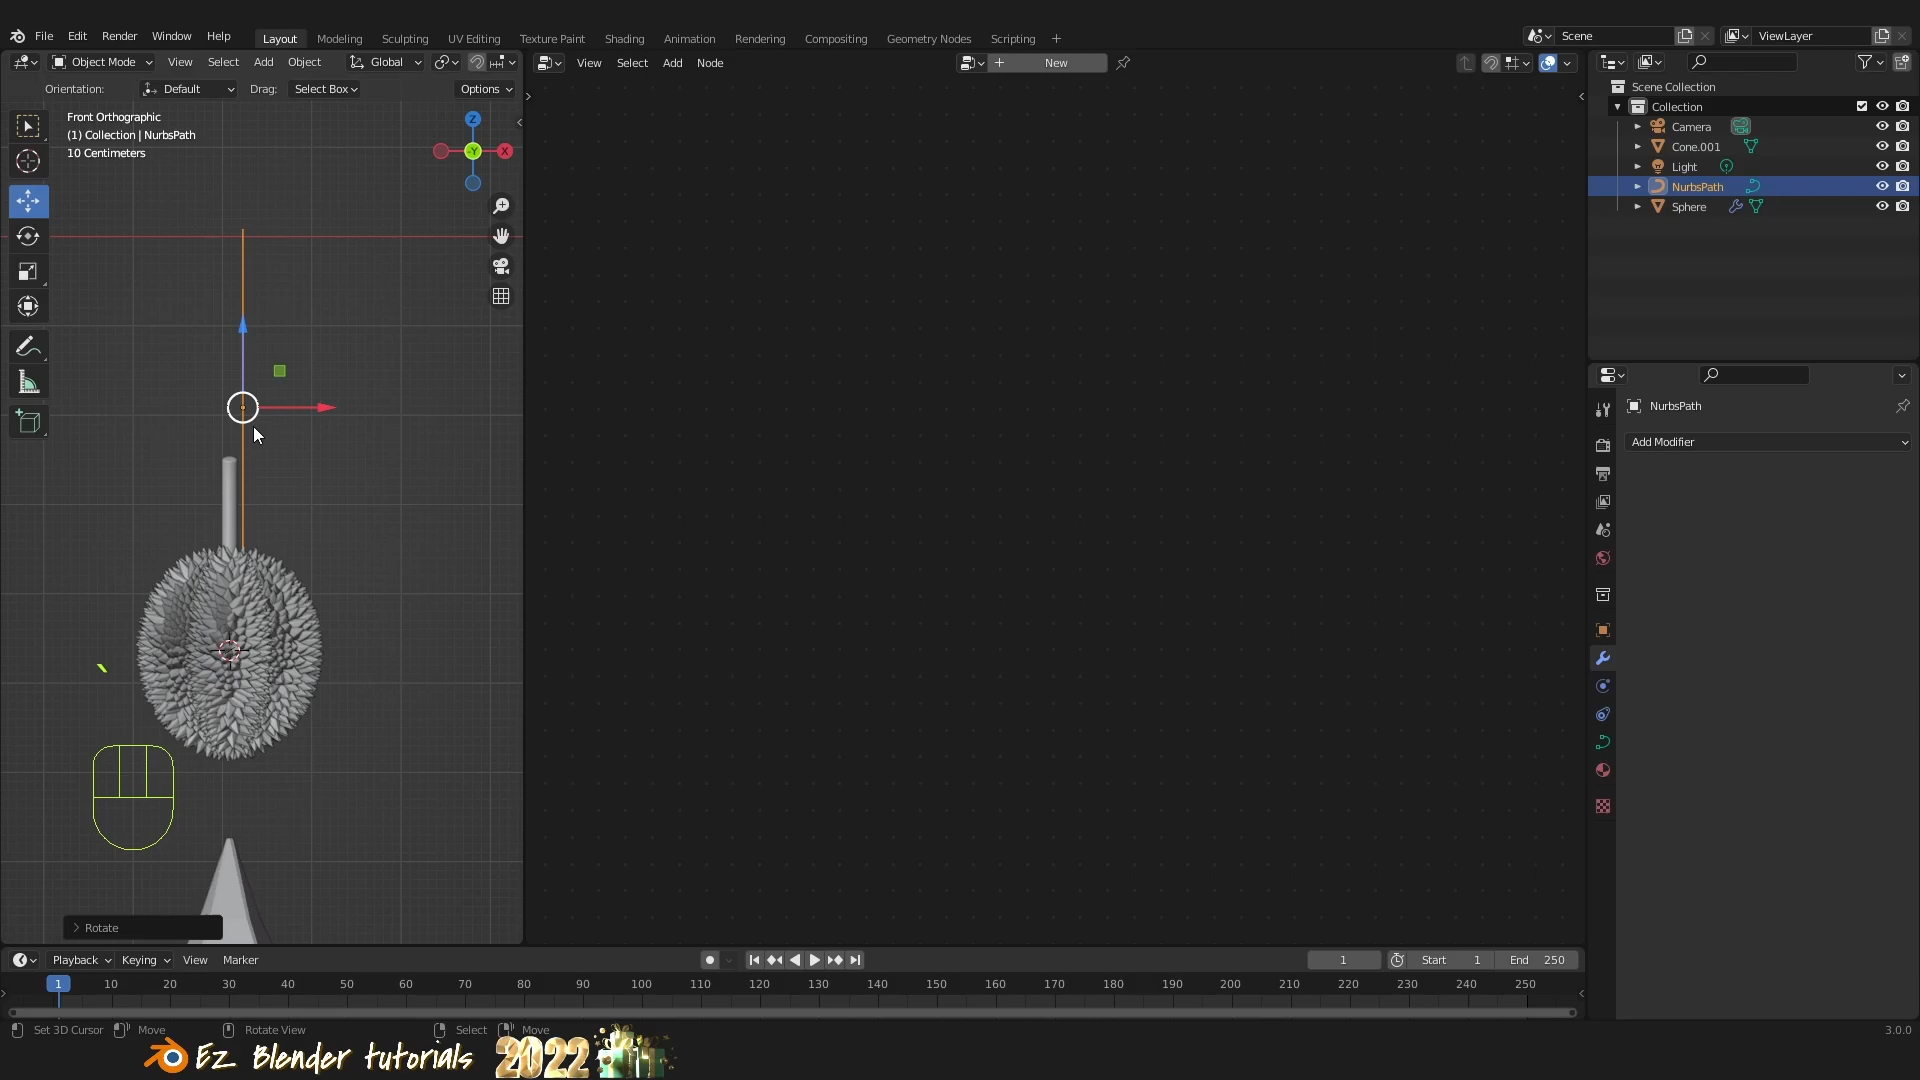 File Edit Render Window Help Layout Modeling Sculpting UV Editing Texture Paint Shading Animation Rendering Compositing Geometry Nodes Scripting + Scene ViewLayer
Object Mode View Select Add Object Global View Select Add Node New
Orientation: Default Drag: Select Box Options
Front Orthographic
(1) Collection | NurbsPath
10 Centimeters
Z
Y
X
Scene Collection
Collection
Camera
Cone.001
Light
NurbsPath
Sphere
NurbsPath
Add Modifier
Rotate
Playback Keying View Marker 1 Start 1 End 250
1 10 20 30 40 50 60 70 80 90 100 110 120 130 140 150 160 170 180 190 200 210 220 230 240 250
Set 3D Cursor Move Rotate View Select Move 3.0.0
Ez Blender tutorials 2022